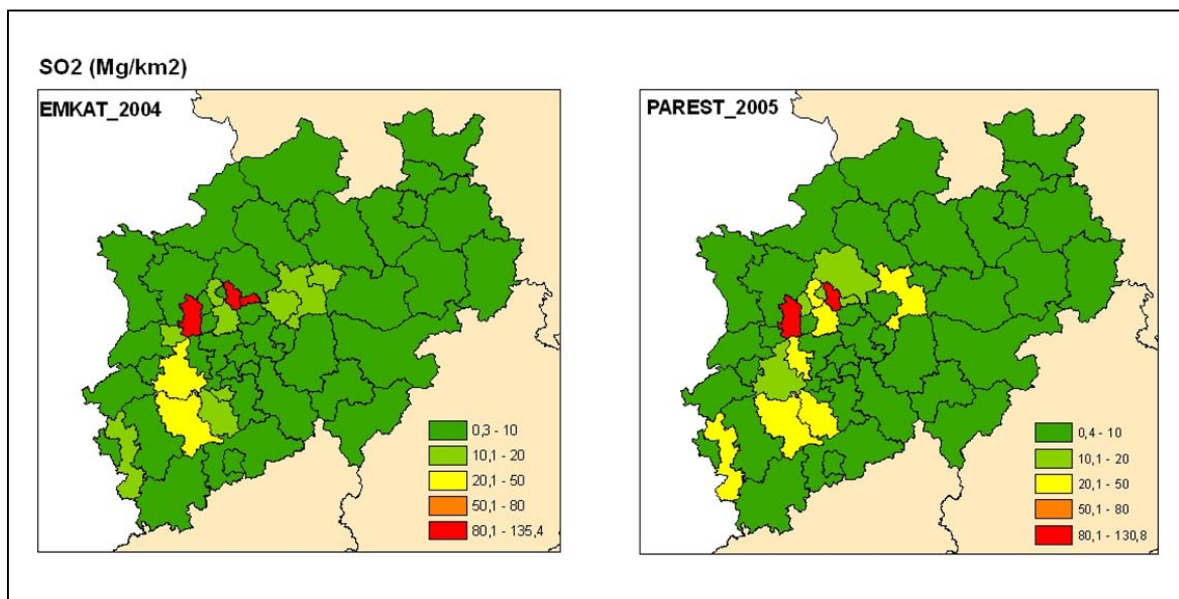 SO2 (Mg/km2)
EMKAT_2004
0,3 - 10
10,1 - 20
20,1 - 50
50,1 - 80
80,1 - 135,4
PAREST_2005
0,4 - 10
10,1 - 20
20,1 - 50
50,1 - 80
80,1 - 130,8